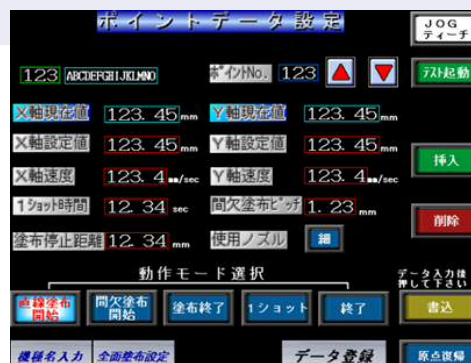 ポイントデータ設定
JOG
ティーチ
123 ABCDEFGHIJKLMNO ポイントNo. 123
テスト起動
X軸現在値 123.45mm Y軸現在値 123.45mm
X軸設定値 123.45mm Y軸設定値 123.45mm
挿入
X軸速度 123.4mm/sec Y軸速度 123.4mm/sec
1ショット時間 12.34 sec 間欠塗布ピッチ 1.23 mm
削除
塗布停止距離 12.34 mm 使用ノズル 細
動作モード選択
データ入力後
押して下さい
直線塗布
開始
間欠塗布
開始
塗布終了
1ショット
終了
書込
機種名入力 全面塗布設定 データ登録 原点復帰